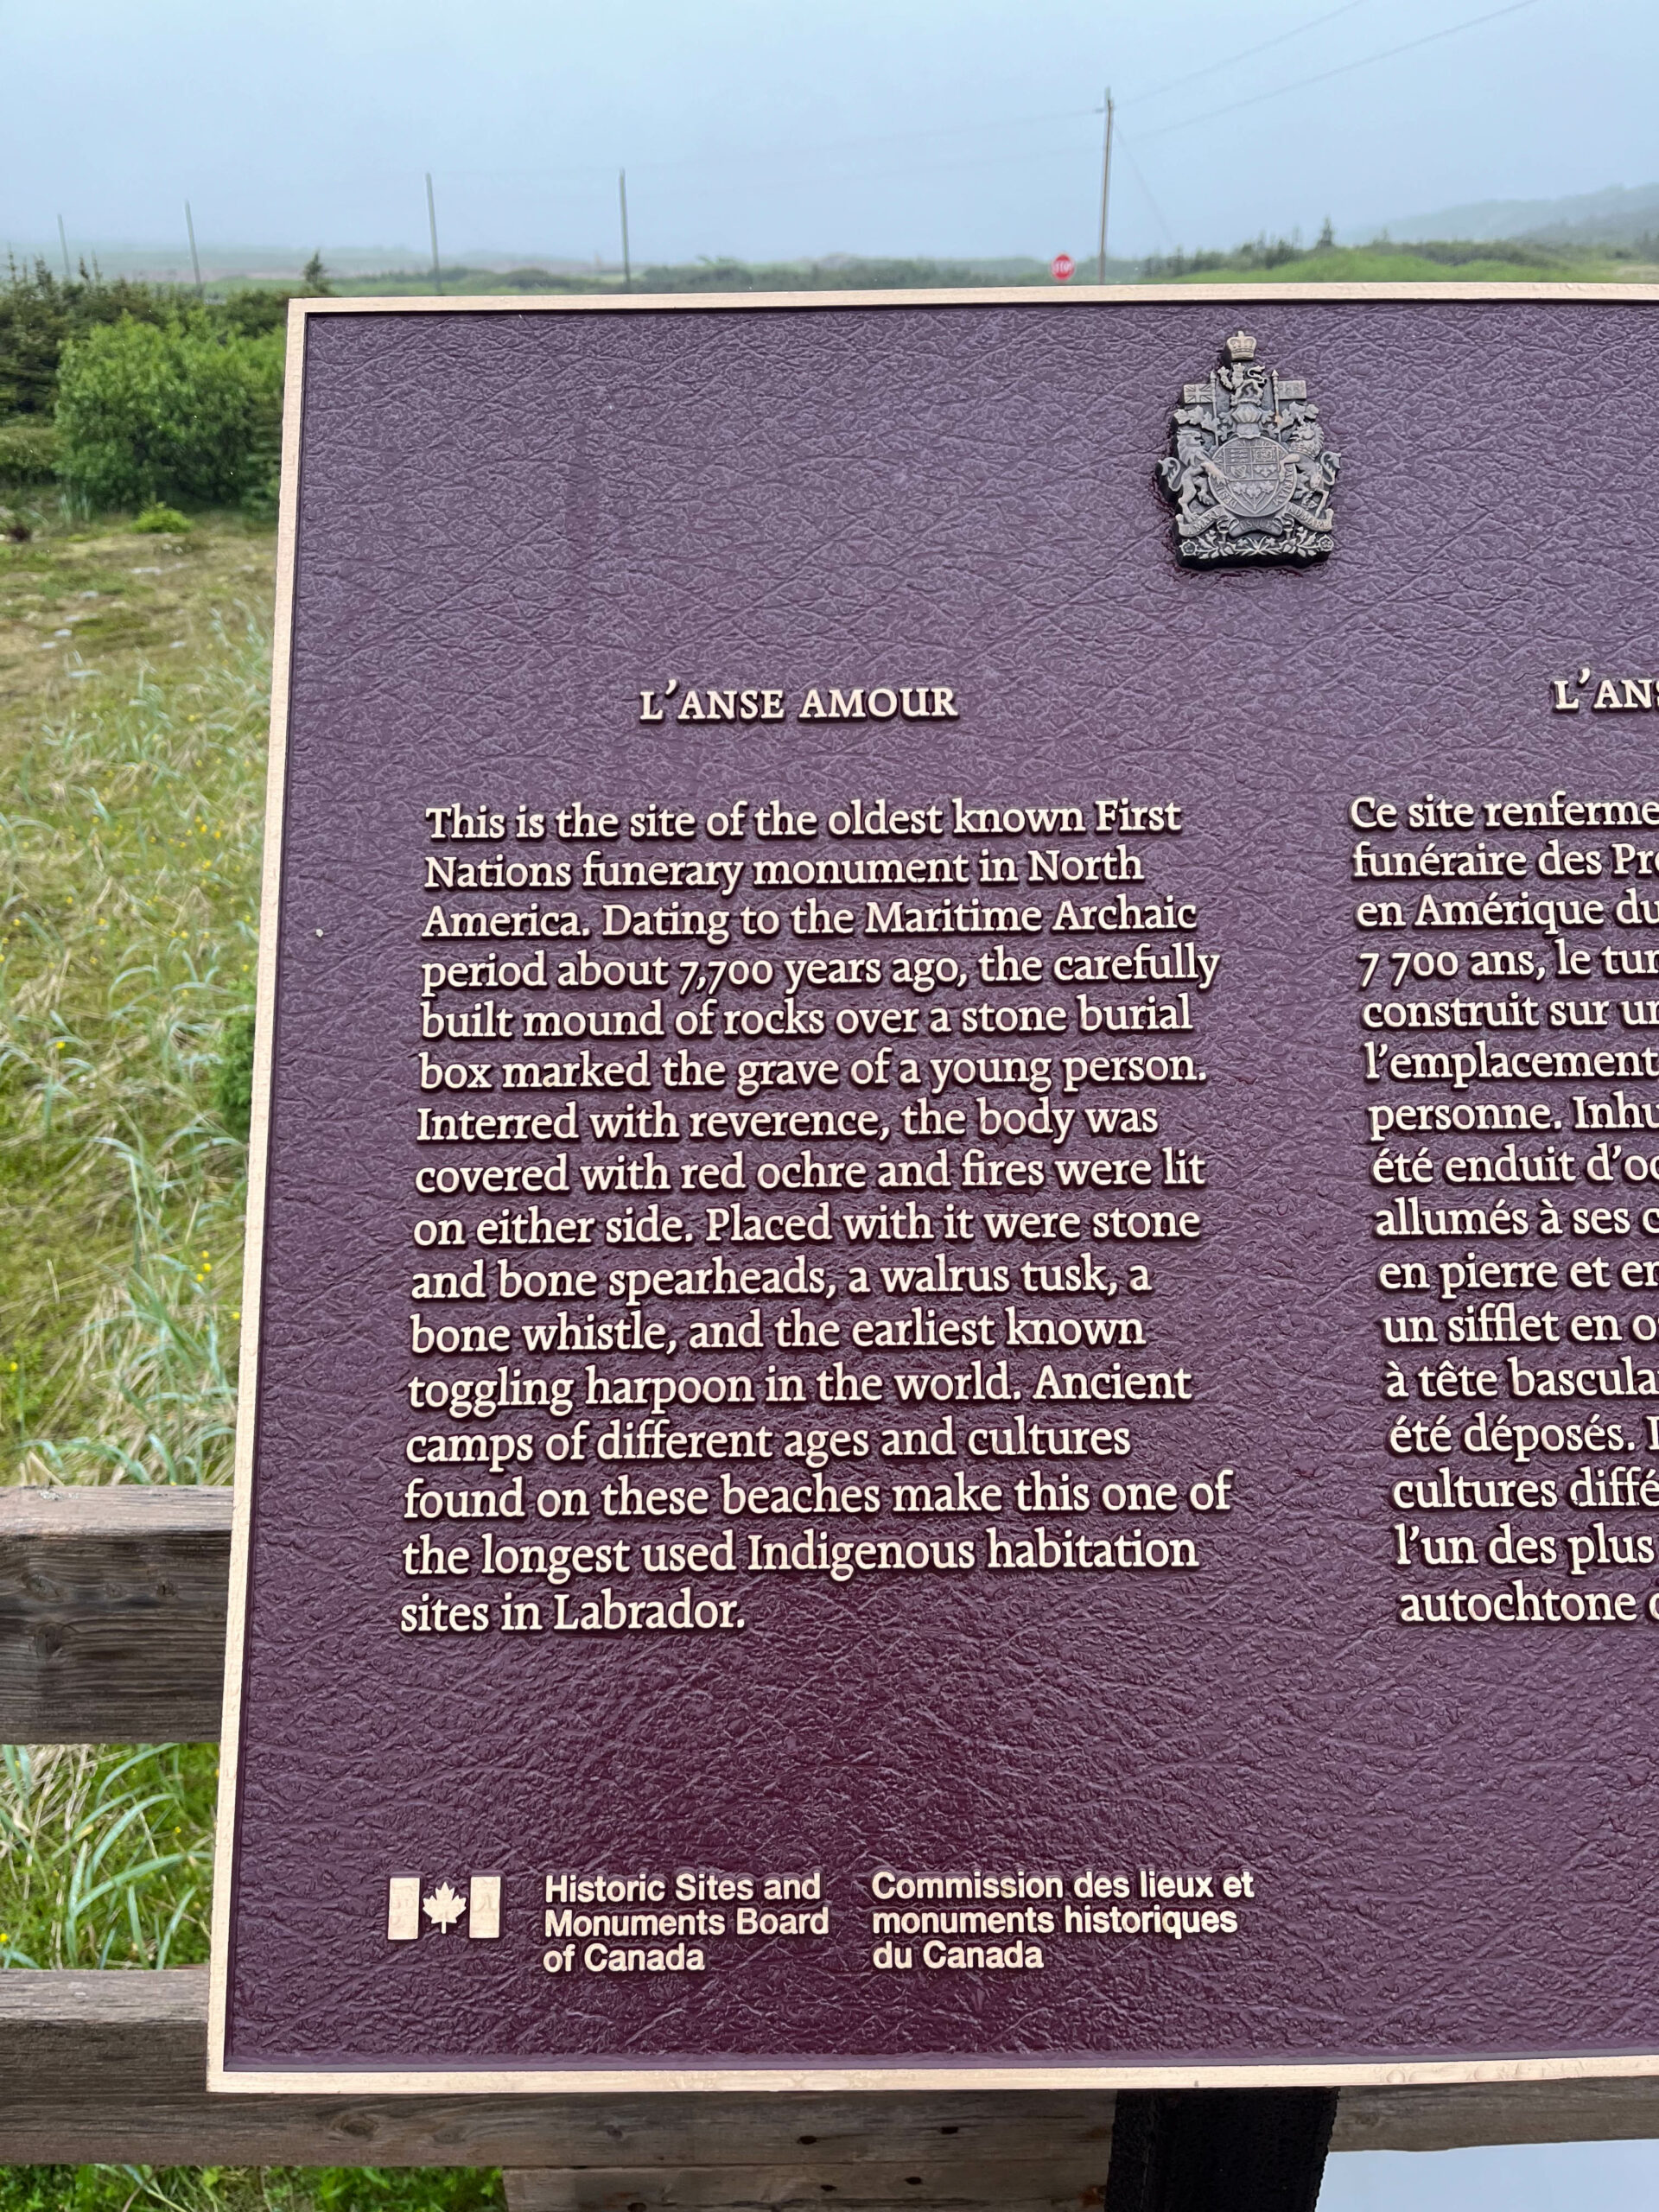 STOP
L'ANSE AMOUR
This is the site of the oldest known First
Nations funerary monument in North
America. Dating to the Maritime Archaic
period about 7,700 years ago, the carefully
built mound of rocks over a stone burial
box marked the grave of a young person.
Interred with reverence, the body was
covered with red ochre and fires were lit
on either side. Placed with it were stone
and bone spearheads, a walrus tusk, a
bone whistle, and the earliest known
toggling harpoon in the world. Ancient
camps of different ages and cultures
found on these beaches make this one of
the longest used Indigenous habitation
sites in Labrador.
L'ANS
Ce site renferme
funéraire des Pr
en Amérique du
7 700 ans, le tu
construit sur u
l'emplacement
personne. Inhu
été enduit d'o
allumés à ses c
en pierre et e
un sifflet en o
à tête bascula
été déposés.
cultures diffé
l'un des plus
autochtone
Historic Sites and
Monuments Board
of Canada
Commission des lieux et
monuments historiques
du Canada